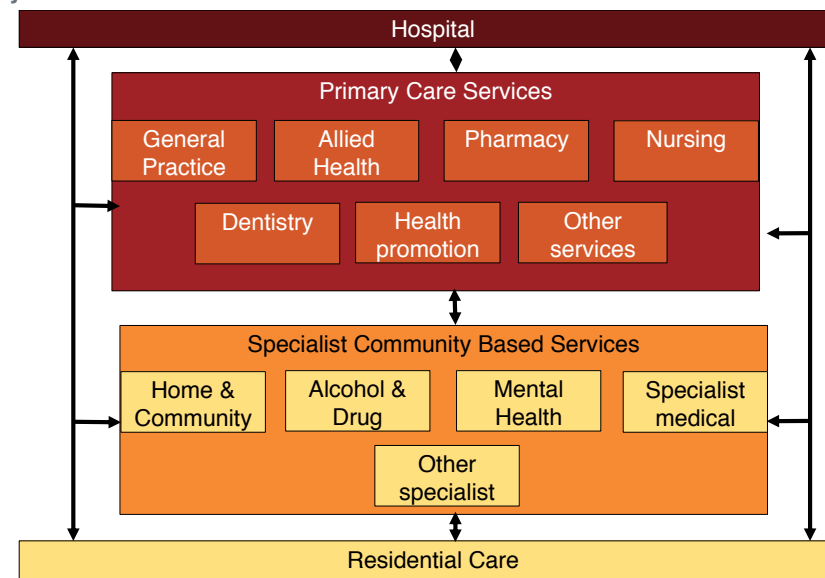 Hospital
Primary Care Services
General
Practice
Allied
Health
Pharmacy
Nursing
Dentistry
Health
promotion
Other
services
Specialist Community Based Services
Home &
Community
Alcohol &
Drug
Mental
Health
Specialist
medical
Other
specialist
Residential Care